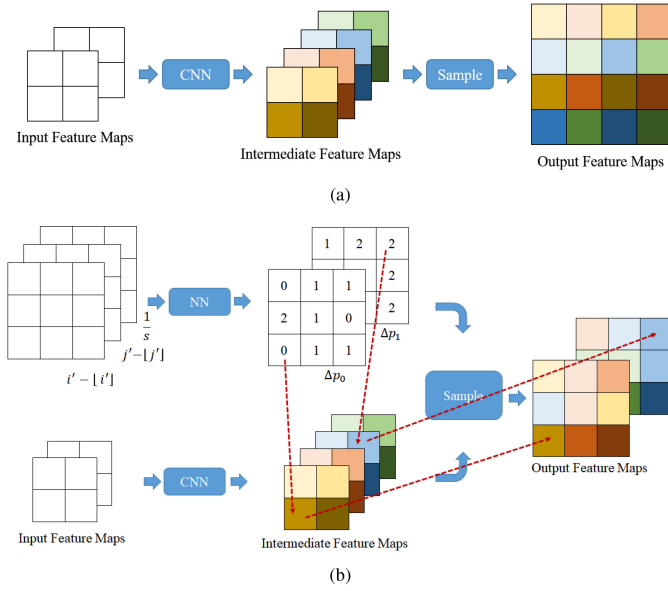 CNN
Sample
Input Feature Maps
Intermediate Feature Maps
Output Feature Maps
(a)
1 2 2
2
2
Δp₁
0 1 1
2 1 0
0 1 1
Δp₀
NN
1/s
j′−⌊j′⌋
i′ − ⌊i′⌋
Sample
CNN
Output Feature Maps
Input Feature Maps
Intermediate Feature Maps
(b)